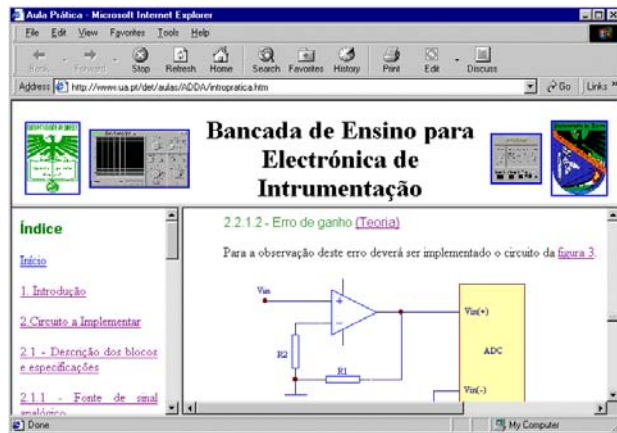 Aula Prática - Microsoft Internet Explorer
File Edit View Favorites Tools Help
Back Forward Stop Refresh Home Search Favorites History Print Edit Discuss
Address http://www.ua.pt/det/aulas/ADDA/intropratica.htm Go Links »
Bancada de Ensino para
Electrónica de
Intrumentação
Índice
Início
1. Introdução
2.Circuito a Implementar
2.1 - Descrição dos blocos
e especificações
2.1.1 - Fonte de sinal
analógico
2.2.1.2 - Erro de ganho (Teoria)
Para a observação deste erro deverá ser implementado o circuito da figura 3.
Vin
Vin(+)
R2
ADC
R1
Vin(-)
Done My Computer